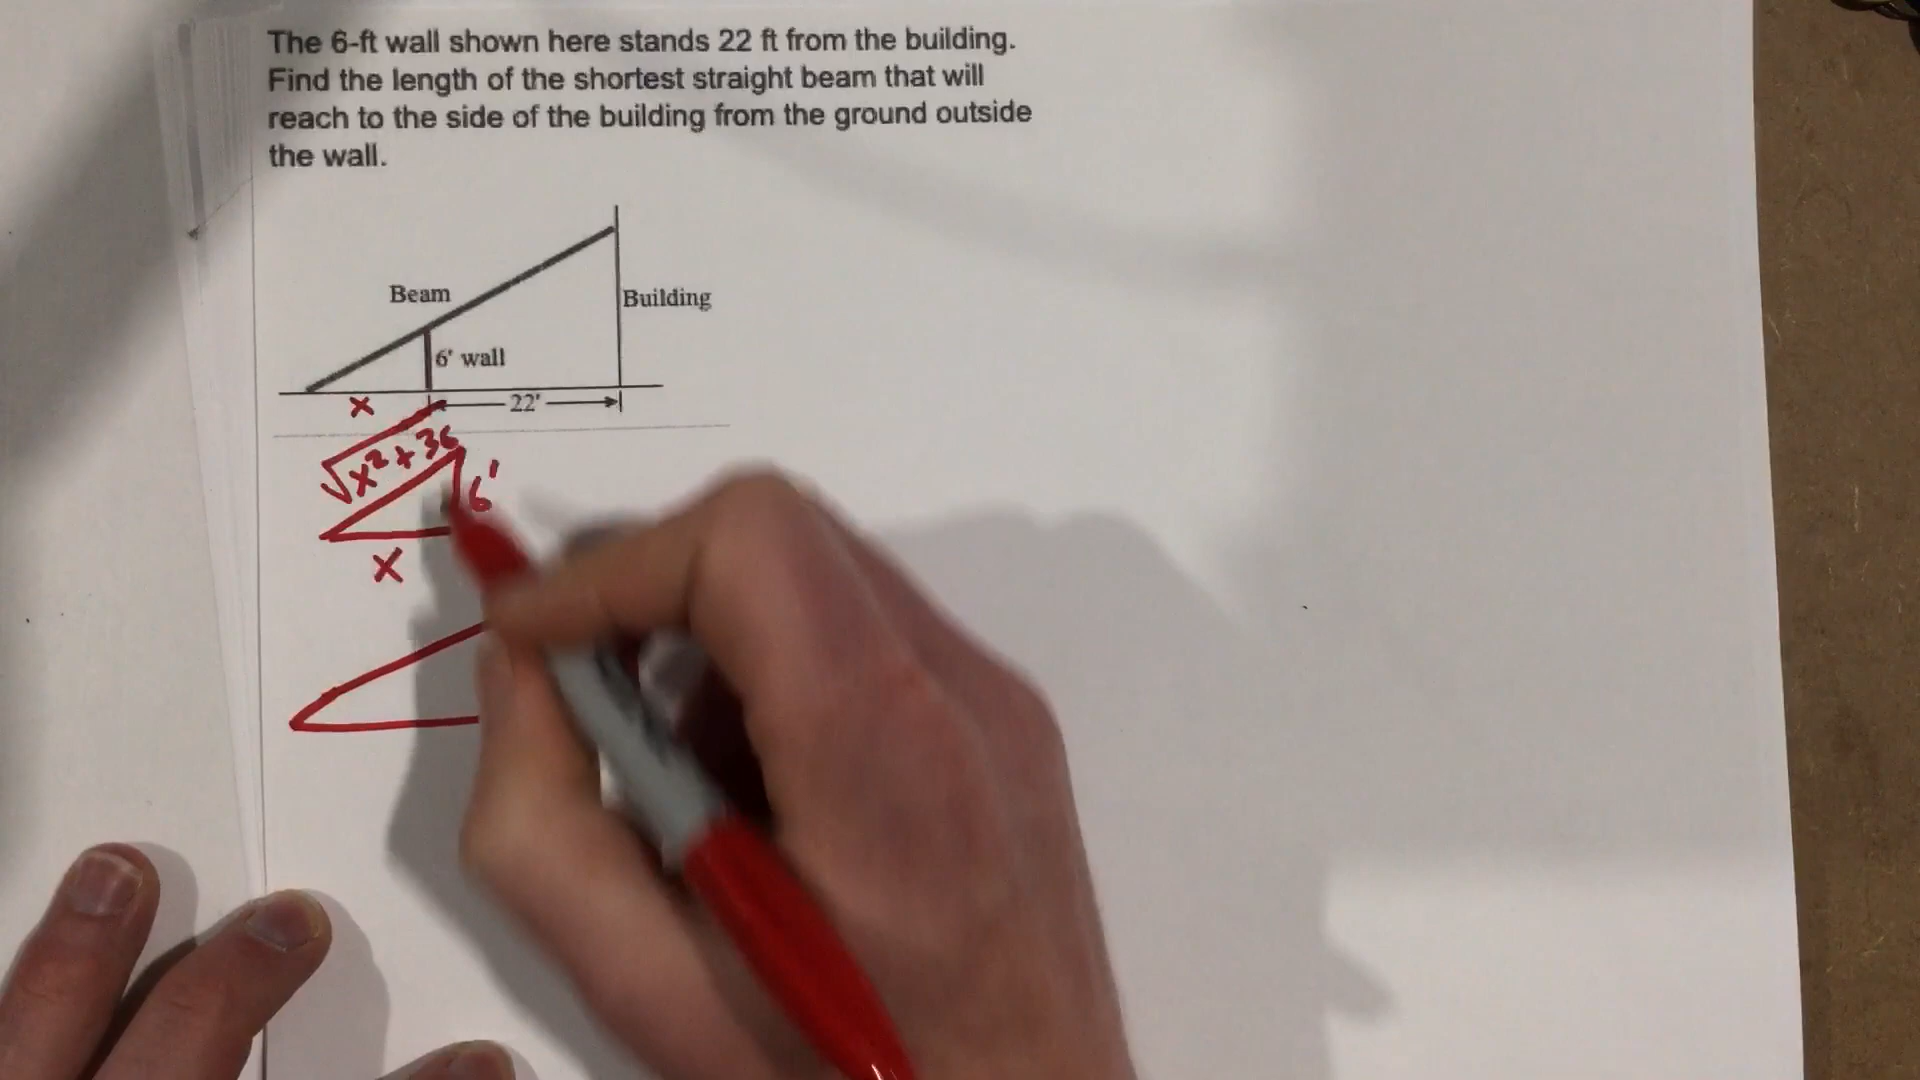 The 6-ft wall shown here stands 22 ft from the building.
Find the length of the shortest straight beam that will
reach to the side of the building from the ground outside
the wall.
Beam
Building
6' wall
x
22'
√x²+36
6'
x